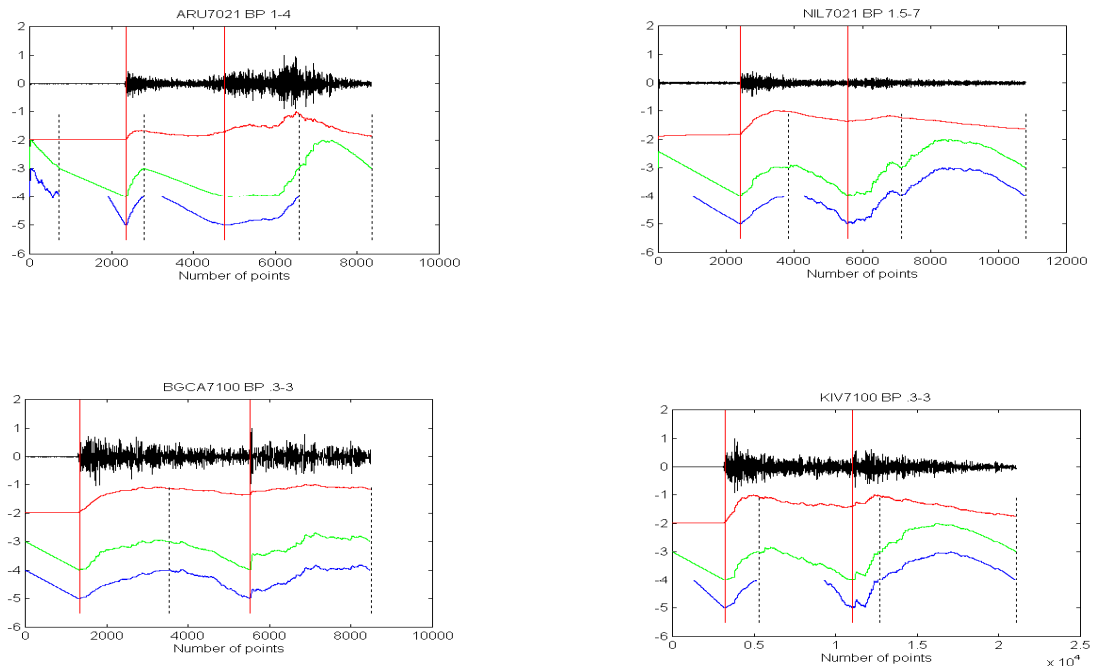 ARU7021 BP 1-4
2
1
0
-1
-2
-3
-4
-5
-6
0 2000 4000 6000 8000 10000
Number of points
NIL7021 BP 1.5-7
2
1
0
-1
-2
-3
-4
-5
-6
0 2000 4000 6000 8000 10000 12000
Number of points
BGCA7100 BP .3-3
2
1
0
-1
-2
-3
-4
-5
-6
0 2000 4000 6000 8000 10000
Number of points
KIV7100 BP .3-3
2
1
0
-1
-2
-3
-4
-5
-6
0 0.5 1 1.5 2 2.5
Number of points
x 10^4